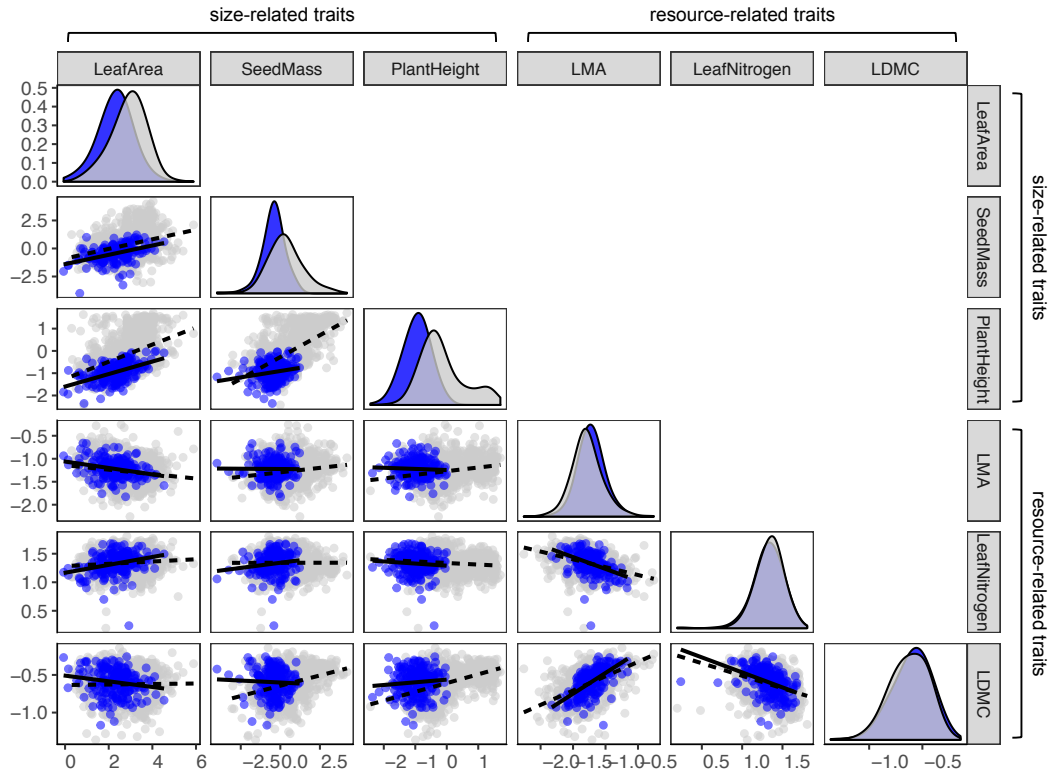 size-related traits resource-related traits
LeafArea SeedMass PlantHeight LMA LeafNitrogen LDMC
0.5
0.4
0.3
0.2
0.1
0.0
LeafArea
2.5
0.0
−2.5
SeedMass
size-related traits
1
0
−1
−2
PlantHeight
−0.5
−1.0
−1.5
−2.0
LMA
1.5
1.0
0.5
LeafNitrogen
resource-related traits
−0.5
−1.0
LDMC
0 2 4 6 −2.5 0.0 2.5 −2 −1 0 1 −2.0 −1.5 −1.0 −0.5 0.5 1.0 1.5 −1.0 −0.5